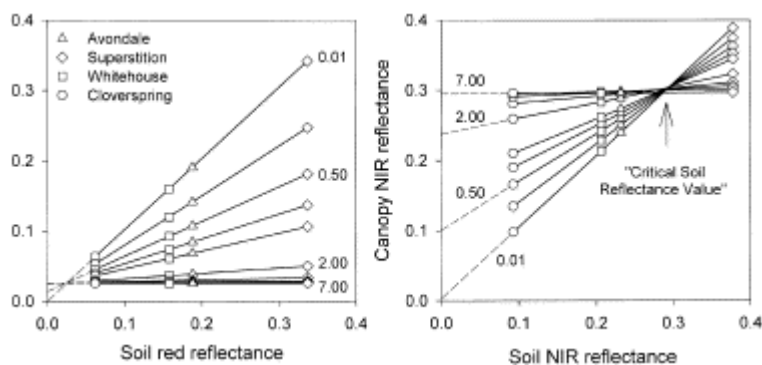 0.4
0.3
0.2
0.1
0.0
0.0 0.1 0.2 0.3 0.4
Soil red reflectance
Avondale
Superstition
Whitehouse
Cloverspring
0.01
0.50
2.00
7.00
Canopy NIR reflectance
0.4
0.3
0.2
0.1
0.0
0.0 0.1 0.2 0.3 0.4
Soil NIR reflectance
7.00
2.00
0.50
0.01
"Critical Soil
Reflectance Value"